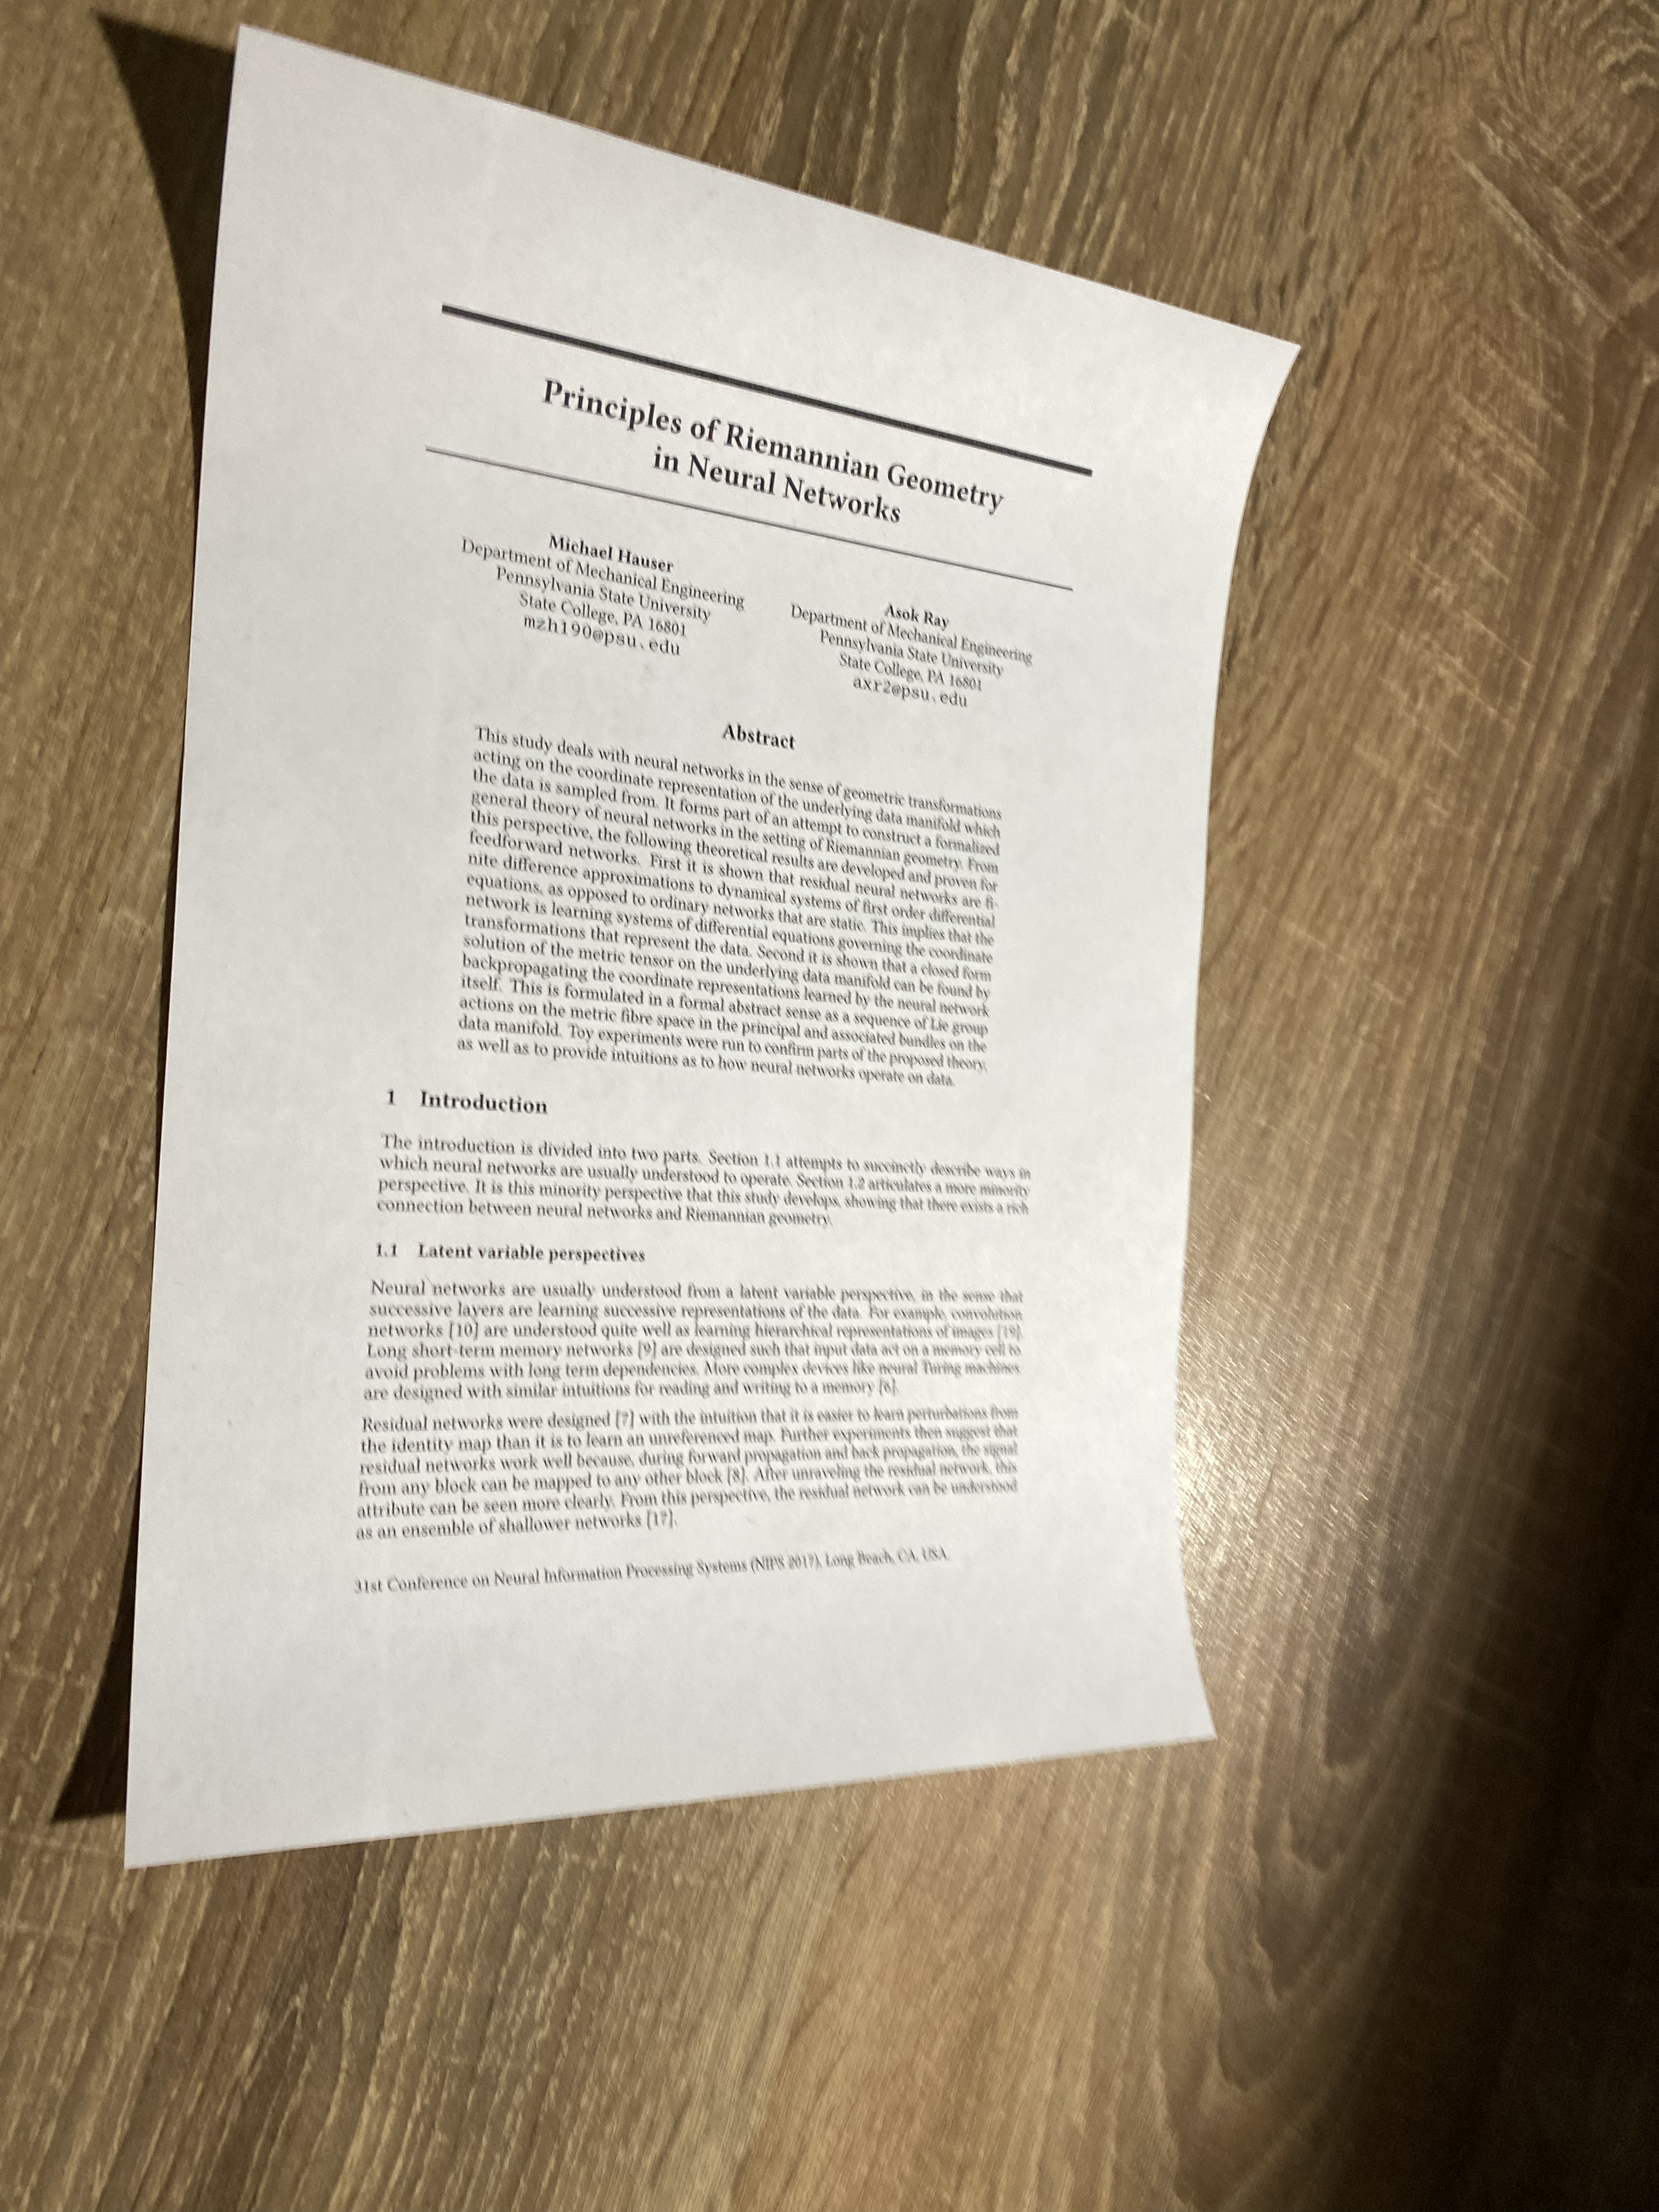 Principles of Riemannian Geometry
in Neural Networks
Michael Hauser
Department of Mechanical Engineering
Pennsylvania State University
State College, PA 16801
mzh190@psu.edu
Asok Ray
Department of Mechanical Engineering
Pennsylvania State University
State College, PA 16801
axr2@psu.edu
Abstract
This study deals with neural networks in the sense of geometric transformations
acting on the coordinate representation of the underlying data manifold which
the data is sampled from. It forms part of an attempt to construct a formalized
general theory of neural networks in the setting of Riemannian geometry. From
this perspective, the following theoretical results are developed and proven for
feedforward networks. First it is shown that residual neural networks are fi-
nite difference approximations to dynamical systems of first order differential
equations, as opposed to ordinary networks that are static. This implies that the
network is learning systems of differential equations governing the coordinate
transformations that represent the data. Second it is shown that a closed form
solution of the metric tensor on the underlying data manifold can be found by
backpropagating the coordinate representations learned by the neural network
itself. This is formulated in a formal abstract sense as a sequence of Lie group
actions on the metric fibre space in the principal and associated bundles on the
data manifold. Toy experiments were run to confirm parts of the proposed theory,
as well as to provide intuitions as to how neural networks operate on data.
1 Introduction
The introduction is divided into two parts. Section 1.1 attempts to succinctly describe ways in
which neural networks are usually understood to operate. Section 1.2 articulates a more minority
perspective. It is this minority perspective that this study develops, showing that there exists a rich
connection between neural networks and Riemannian geometry.
1.1 Latent variable perspectives
Neural networks are usually understood from a latent variable perspective, in the sense that
successive layers are learning successive representations of the data. For example, convolution
networks [10] are understood quite well as learning hierarchical representations of images [19].
Long short-term memory networks [9] are designed such that input data act on a memory cell to
avoid problems with long term dependencies. More complex devices like neural Turing machines
are designed with similar intuitions for reading and writing to a memory [6].
Residual networks were designed [7] with the intuition that it is easier to learn perturbations from
the identity map than it is to learn an unreferenced map. Further experiments then suggest that
residual networks work well because, during forward propagation and back propagation, the signal
from any block can be mapped to any other block [8]. After unraveling the residual network, this
attribute can be seen more clearly. From this perspective, the residual network can be understood
as an ensemble of shallower networks [17].
31st Conference on Neural Information Processing Systems (NIPS 2017), Long Beach, CA, USA.